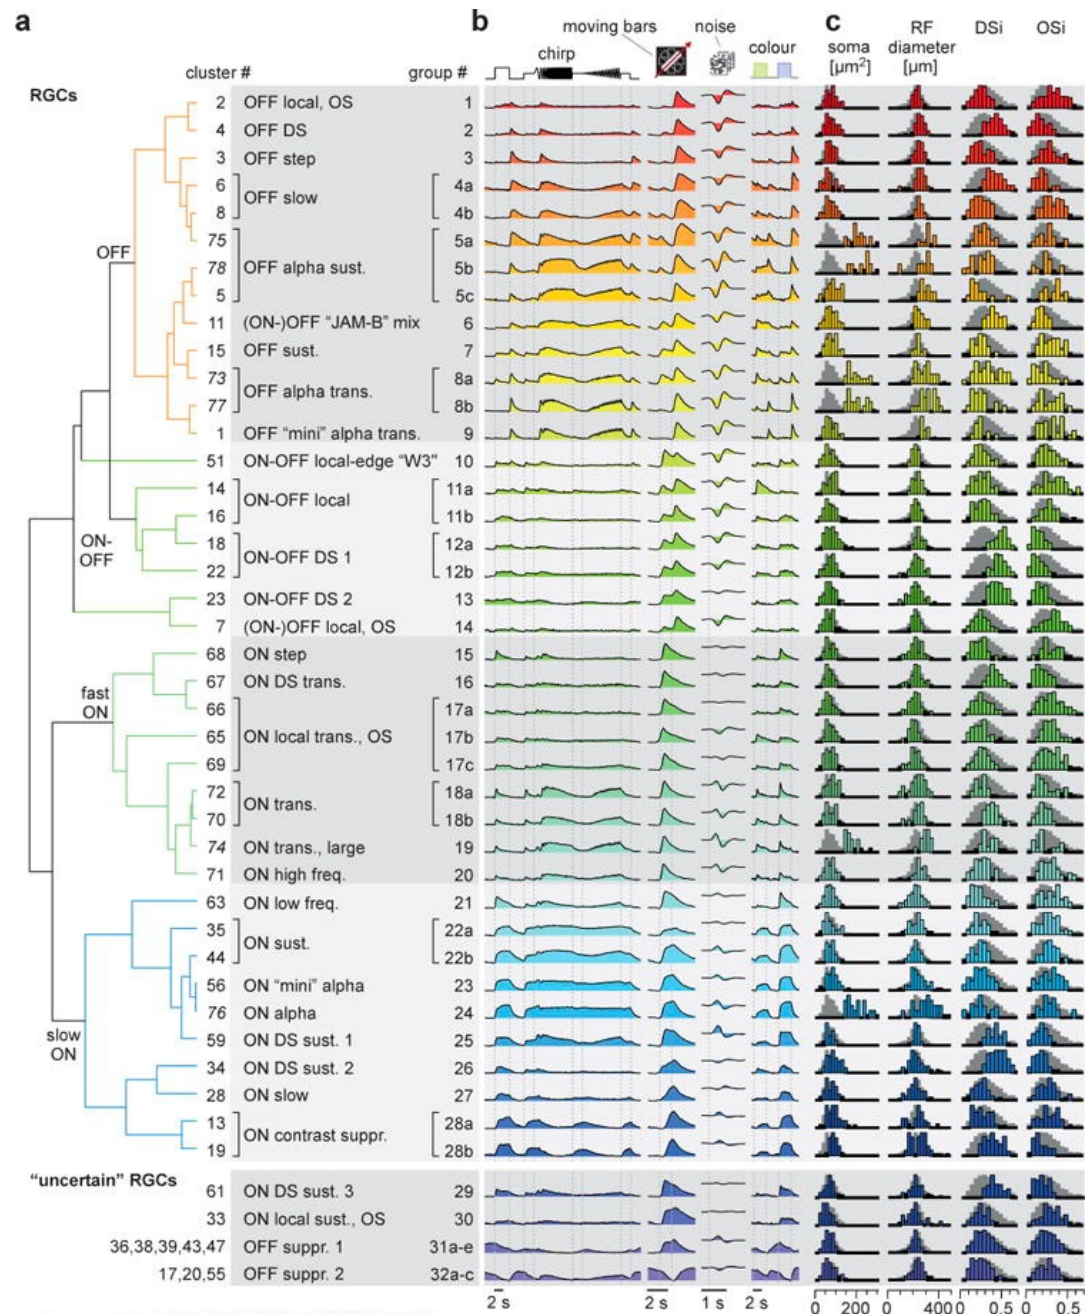 a
b
c
moving bars
noise
chirp
colour
soma [µm²]
RF diameter [µm]
DSi
OSi
cluster #
group #
RGCs
2 OFF local, OS 1
4 OFF DS 2
3 OFF step 3
6 OFF slow 4a
8 4b
75 5a
78 OFF alpha sust. 5b
5 5c
11 (ON-)OFF "JAM-B" mix 6
15 OFF sust. 7
73 OFF alpha trans. 8a
77 8b
1 OFF "mini" alpha trans. 9
51 ON-OFF local-edge "W3" 10
14 ON-OFF local 11a
16 11b
18 ON-OFF DS 1 12a
22 12b
23 ON-OFF DS 2 13
7 (ON-)OFF local, OS 14
68 ON step 15
67 ON DS trans. 16
66 17a
65 ON local trans., OS 17b
69 17c
72 ON trans. 18a
70 18b
74 ON trans., large 19
71 ON high freq. 20
63 ON low freq. 21
35 ON sust. 22a
44 22b
56 ON "mini" alpha 23
76 ON alpha 24
59 ON DS sust. 1 25
34 ON DS sust. 2 26
28 ON slow 27
13 ON contrast suppr. 28a
19 28b
OFF
ON-
OFF
fast
ON
slow
ON
"uncertain" RGCs
61 ON DS sust. 3 29
33 ON local sust., OS 30
36,38,39,43,47 OFF suppr. 1 31a-e
17,20,55 OFF suppr. 2 32a-c
2 s
2 s
1 s
2 s
0 200
0 400
0 0.5
0 0.5